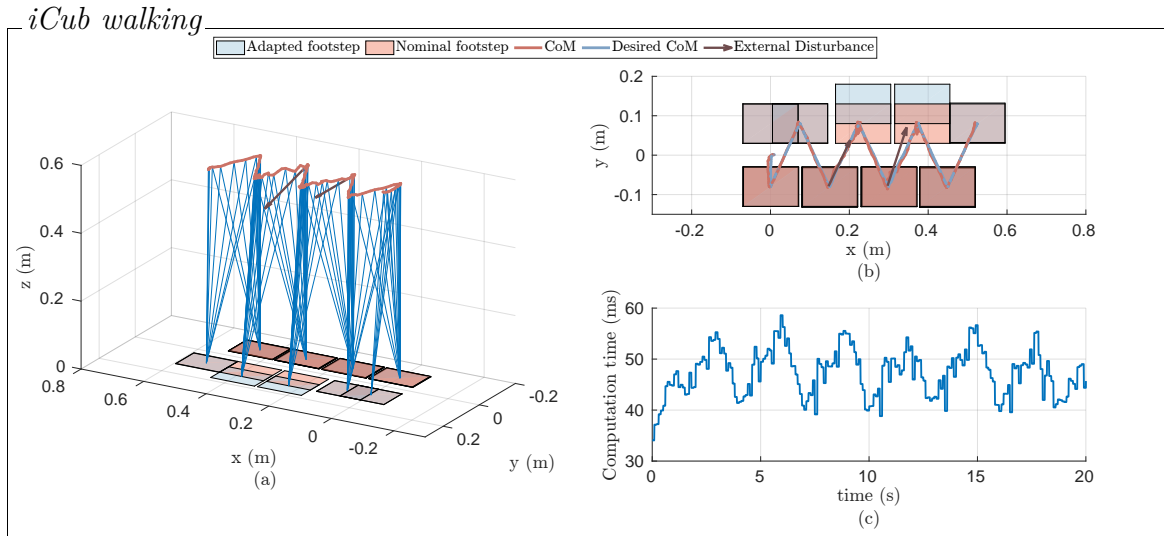 iCub walking
Adapted footstep Nominal footstep CoM Desired CoM External Disturbance
0.6
0.4
0.2
0
z (m)
0.8
0.6
0.4
0.2
0
-0.2
x (m)
-0.2
0
0.2
y (m)
(a)
0.2
0.1
0
-0.1
y (m)
-0.2 0 0.2 0.4 0.6 0.8
x (m)
(b)
60
50
40
30
Computation time (ms)
0 5 10 15 20
time (s)
(c)